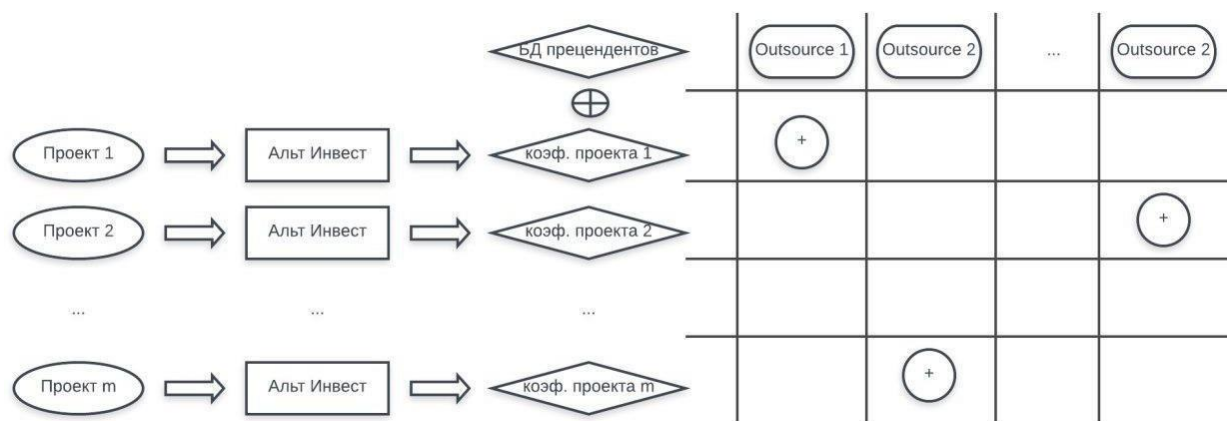 БД прецендентов
Outsource 1
Outsource 2
...
Outsource 2
Проект 1
Альт Инвест
коэф. проекта 1
+
Проект 2
Альт Инвест
коэф. проекта 2
+
...
...
...
Проект m
Альт Инвест
коэф. проекта m
+